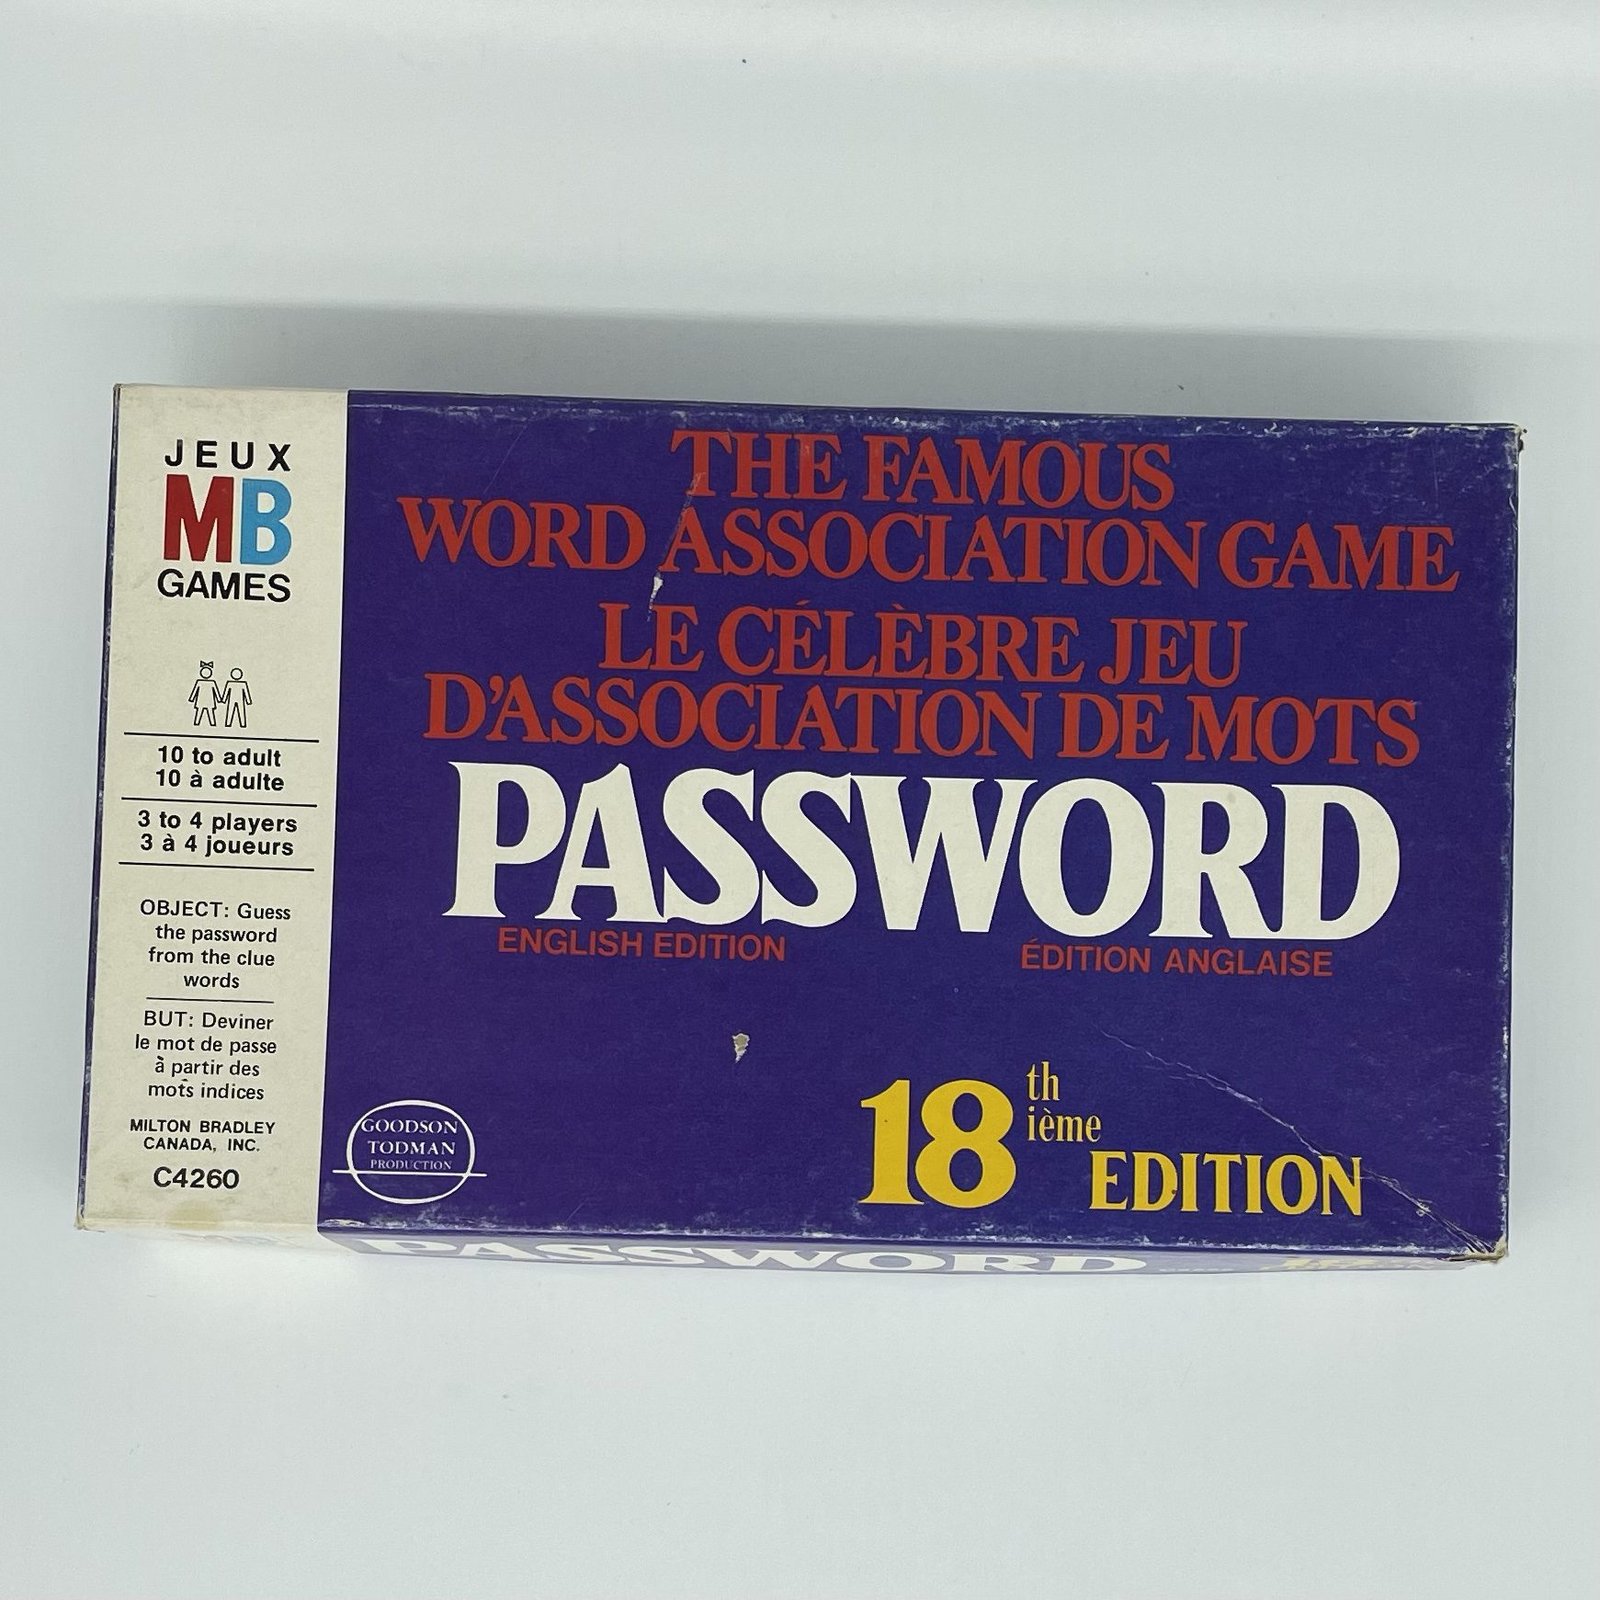 JEUX
MB
GAMES
10 to adult
10 à adulte
3 to 4 players
3 à 4 joueurs
OBJECT: Guess
the password
from the clue
words
BUT: Deviner
le mot de passe
à partir des
mots indices
MILTON BRADLEY
CANADA, INC.
C4260
THE FAMOUS
WORD ASSOCIATION GAME
LE CÉLÈBRE JEU
D'ASSOCIATION DE MOTS
PASSWORD
ENGLISH EDITION
ÉDITION ANGLAISE
GOODSON
TODMAN
PRODUCTION
18th
ième
EDITION
PASSWORD